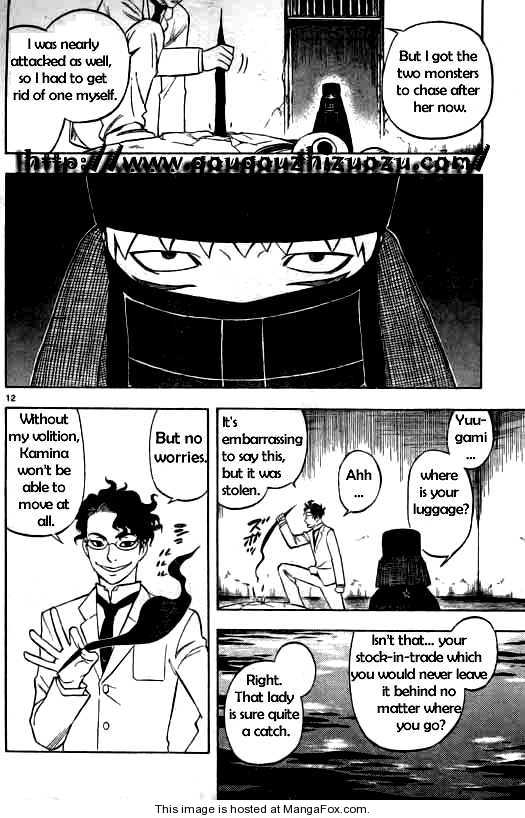 But I got the
two monsters
to chase after
her now.
I was nearly
attacked as well,
so I had to get
rid of one myself.
http://www.gougouzhizuozu.com/
12
Yuu-
gami
...
where
is your
luggage?
Ahh
...
It's
embarrassing
to say this,
but it was
stolen.
Isn't that... your
stock-in-trade which
you would never leave
it behind no
matter where
you go?
Right.
That lady
is sure quite
a catch.
But no
worries.
Without
my volition,
Kamina
won't be
able to
move at
all.
This image is hosted at MangaFox.com.